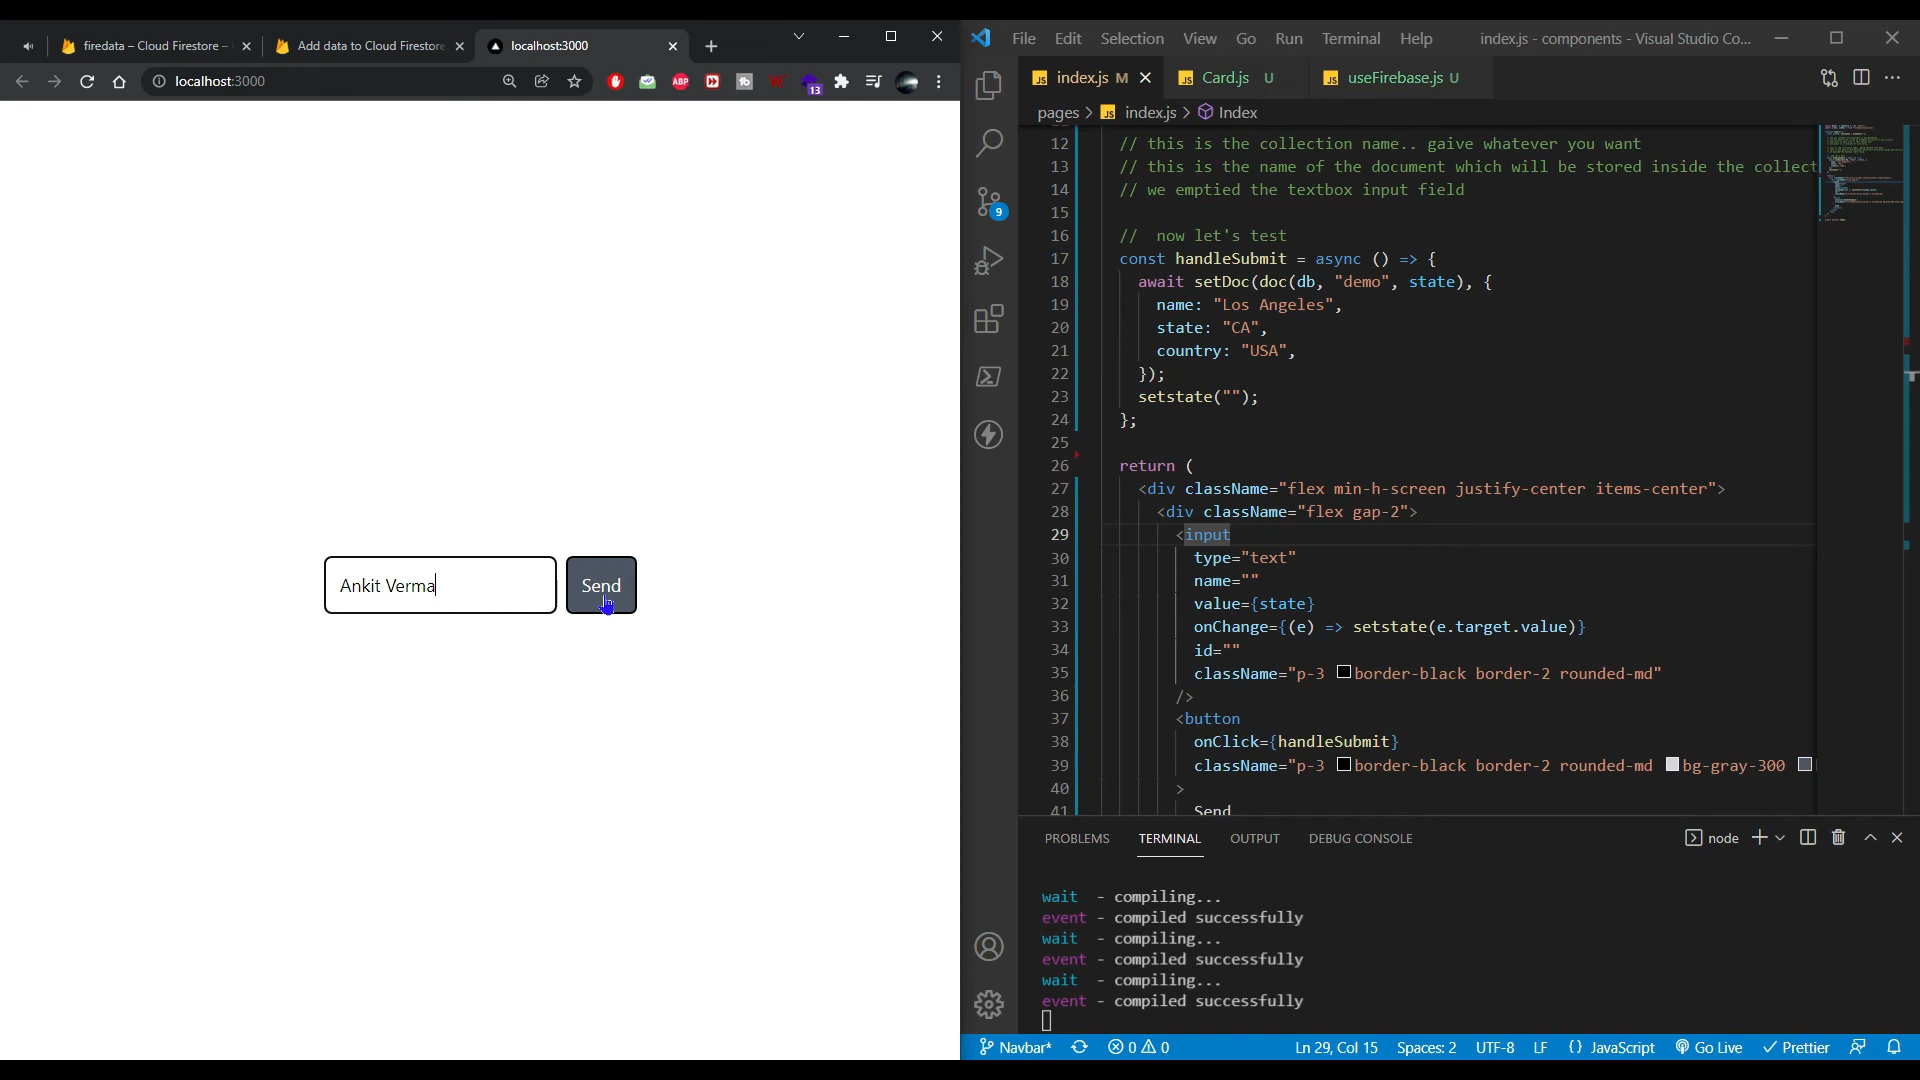 firedata – Cloud Firestore –
Add data to Cloud Firestore
localhost:3000
localhost:3000
ABP
tb
13
Ankit Verma
Send
File Edit Selection View Go Run Terminal Help
index.js - components - Visual Studio Co...
JS index.js M
JS Card.js U
JS useFirebase.js U
pages > JS index.js > Index
9
12 // this is the collection name.. gaive whatever you want
13 // this is the name of the document which will be stored inside the collect
14 // we emptied the textbox input field
15
16 //  now let's test
17 const handleSubmit = async () => {
18 await setDoc(doc(db, "demo", state), {
19 name: "Los Angeles",
20 state: "CA",
21 country: "USA",
22 });
23 setstate("");
24 };
25
26 return (
27 <div className="flex min-h-screen justify-center items-center">
28 <div className="flex gap-2">
29 <input
30 type="text"
31 name=""
32 value={state}
33 onChange={(e) => setstate(e.target.value)}
34 id=""
35 className="p-3 border-black border-2 rounded-md"
36 />
37 <button
38 onClick={handleSubmit}
39 className="p-3 border-black border-2 rounded-md bg-gray-300
40 >
41 Send
PROBLEMS TERMINAL OUTPUT DEBUG CONSOLE
node
wait  - compiling...
event - compiled successfully
wait  - compiling...
event - compiled successfully
wait  - compiling...
event - compiled successfully
Navbar* 0 0 Ln 29, Col 15 Spaces: 2 UTF-8 LF {} JavaScript Go Live Prettier